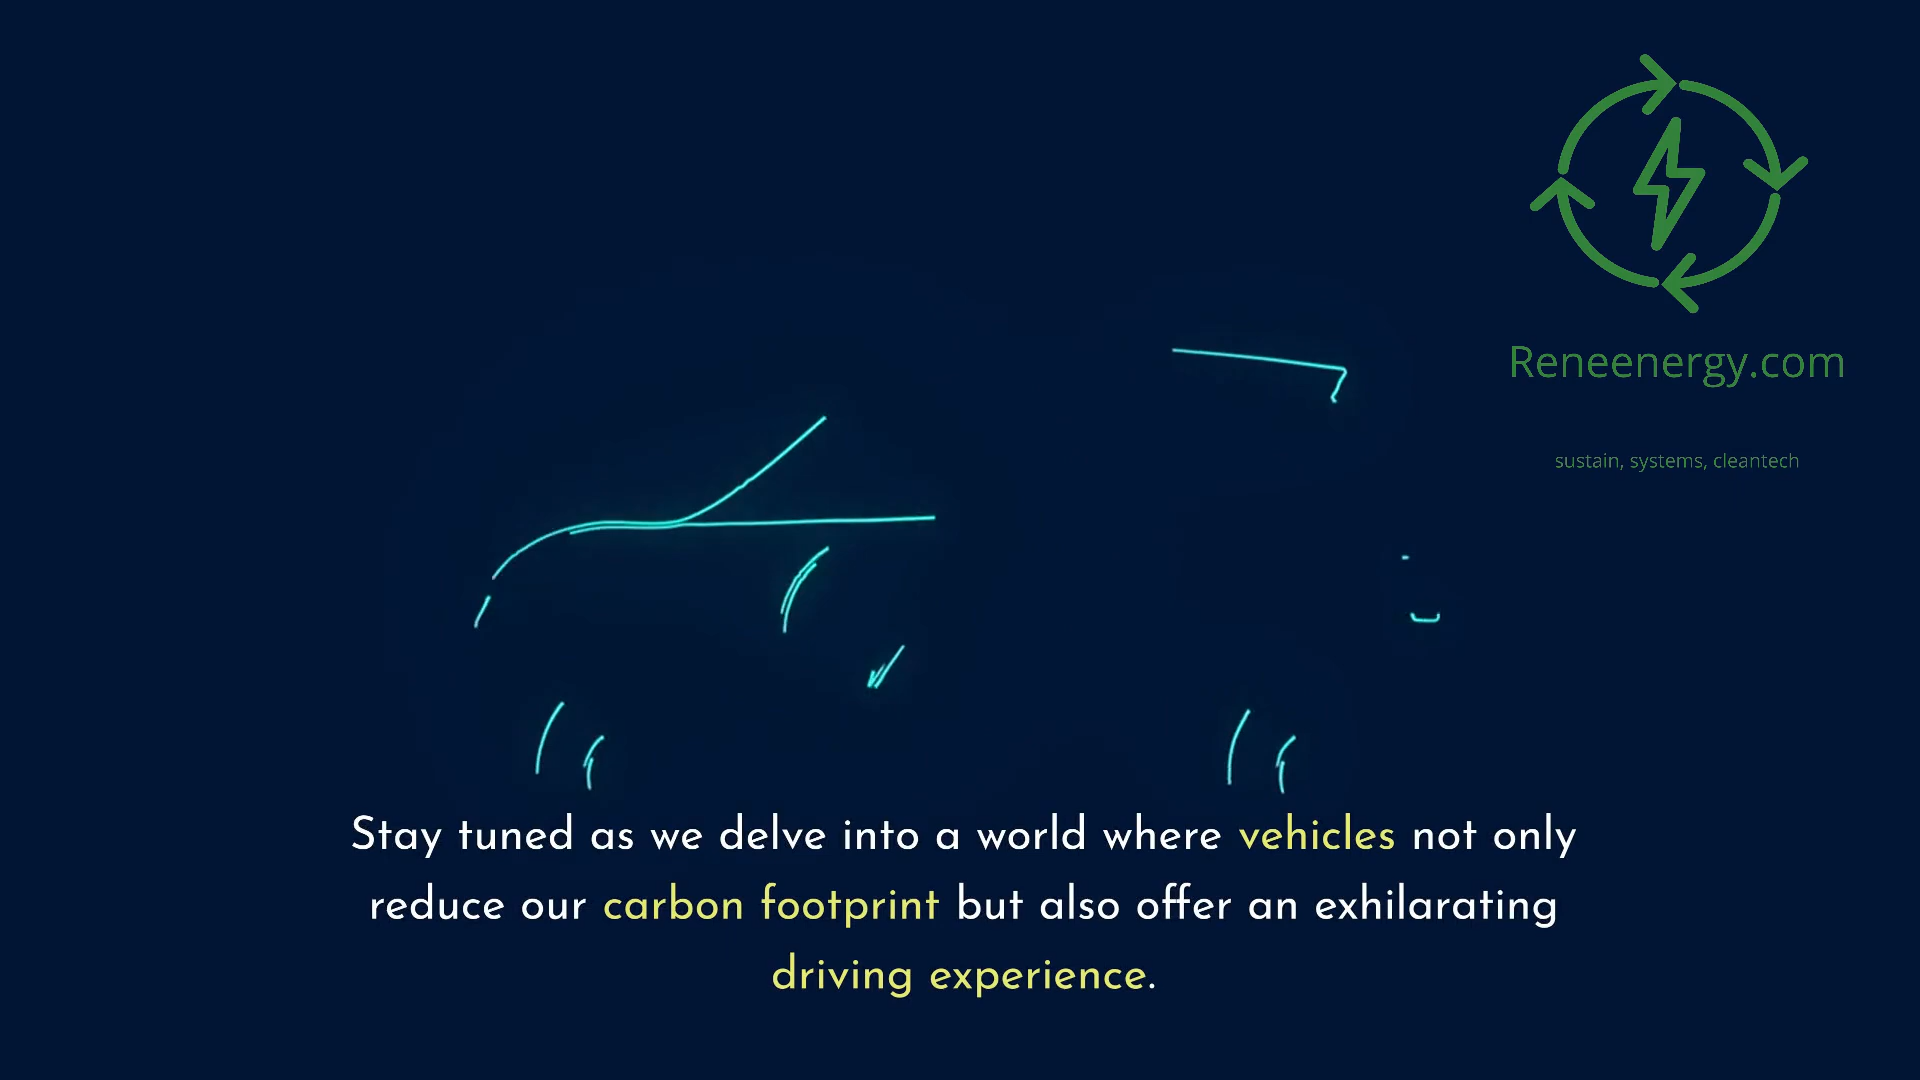 Reneenergy.com
sustain, systems, cleantech
Stay tuned as we delve into a world where vehicles not only
reduce our carbon footprint but also offer an exhilarating
driving experience.